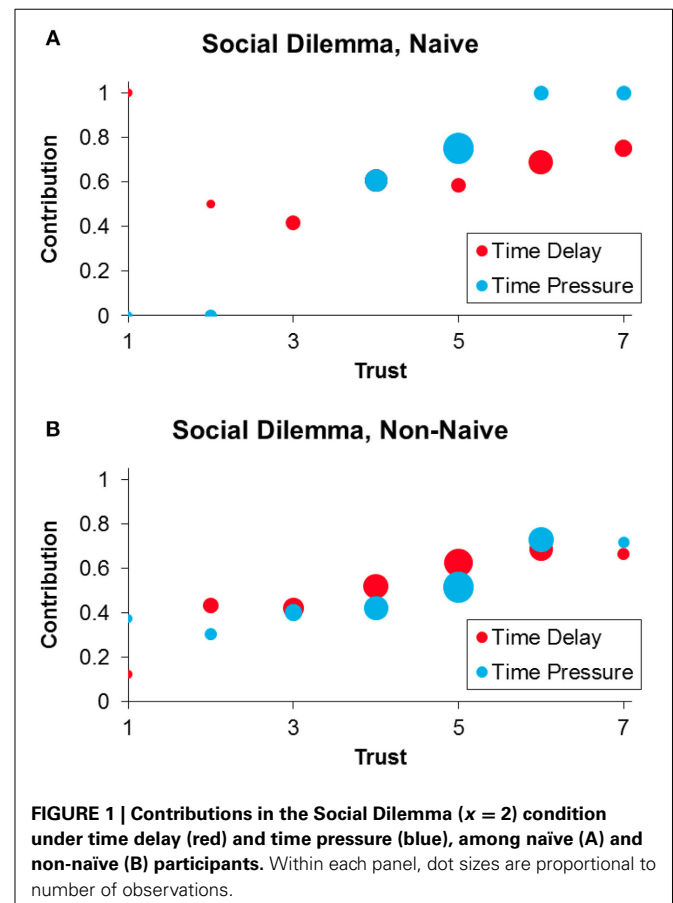 A
Social Dilemma, Naive
1
0.8
0.6
0.4
0.2
0
Contribution
Time Delay
Time Pressure
1 3 5 7
Trust
B
Social Dilemma, Non-Naive
1
0.8
0.6
0.4
0.2
0
Contribution
Time Delay
Time Pressure
1 3 5 7
Trust
FIGURE 1 | Contributions in the Social Dilemma (x = 2) condition
under time delay (red) and time pressure (blue), among naïve (A) and
non-naïve (B) participants. Within each panel, dot sizes are proportional to
number of observations.